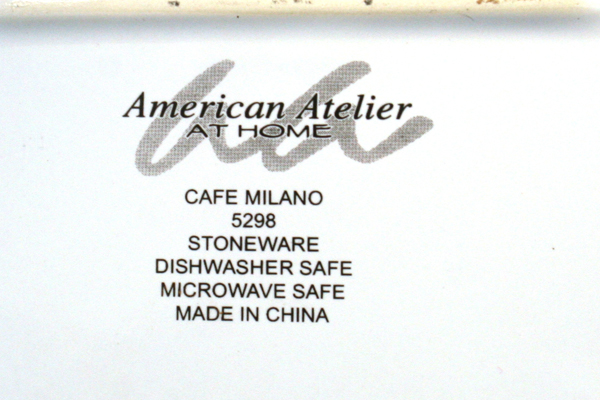 American Atelier
AT HOME
CAFE MILANO
5298
STONEWARE
DISHWASHER SAFE
MICROWAVE SAFE
MADE IN CHINA